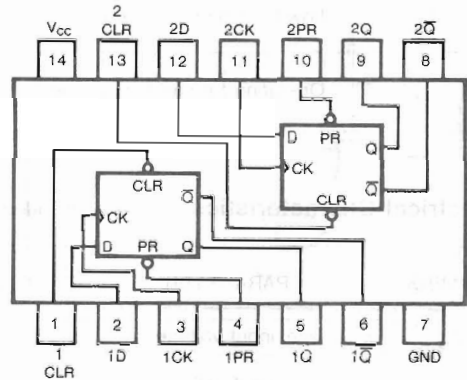 2
V_CC CLR 2D 2CK 2PR 2Q 2Q̅
14 13 12 11 10 9 8
D PR Q
CK
CLR Q̅
CLR Q̅
CK
D PR Q
1 2 3 4 5 6 7
1 1D 1CK 1PR 1Q 1Q̅ GND
CLR